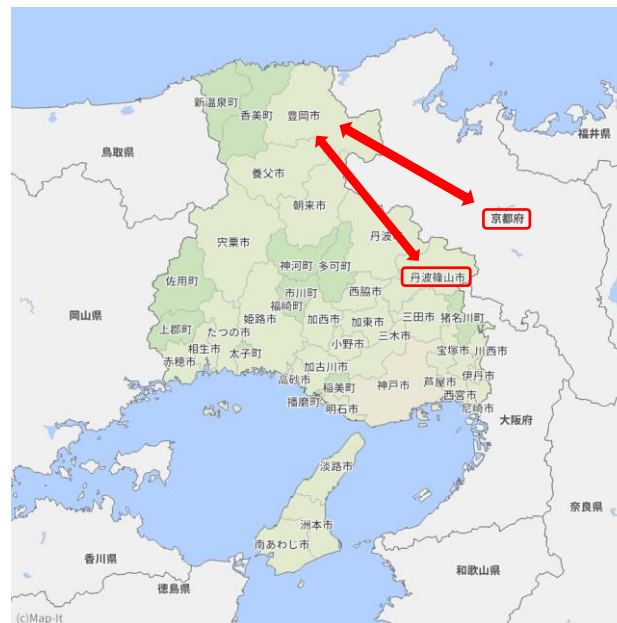 新温泉町
香美町
豊岡市
福井県
鳥取県
養父市
朝来市
京都府
丹波市
宍粟市
神河町
多可町
丹波篠山市
佐用町
市川町
西脇市
岡山県
福崎町
姫路市
加西市
加東市
三田市
猪名川町
上郡町
たつの市
三木市
小野市
相生市
太子町
宝塚市
川西市
赤穂市
加古川市
高砂市
稲美町
神戸市
芦屋市
伊丹市
西宮市
播磨町
明石市
尼崎市
大阪府
淡路市
奈良県
洲本市
南あわじ市
香川県
和歌山県
徳島県
(c)Map-It